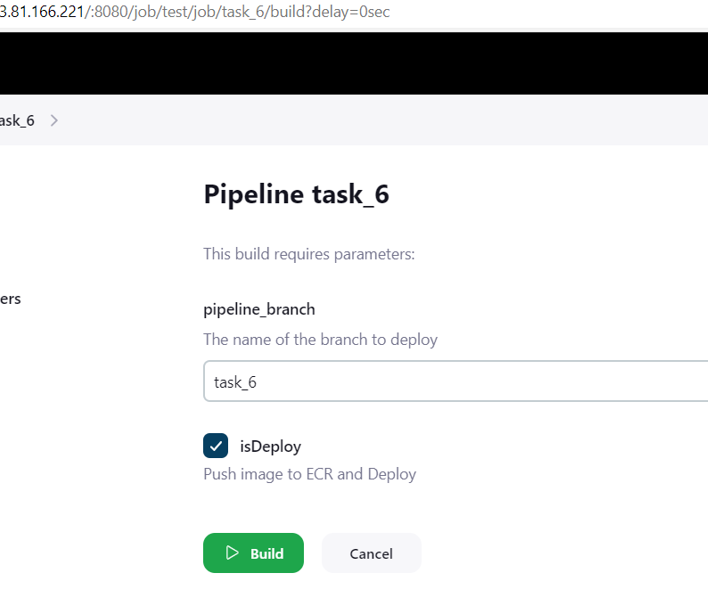 3.81.166.221/:8080/job/test/job/task_6/build?delay=0sec
ask_6
Pipeline task_6
This build requires parameters:
ers
pipeline_branch
The name of the branch to deploy
task_6
isDeploy
Push image to ECR and Deploy
Build
Cancel